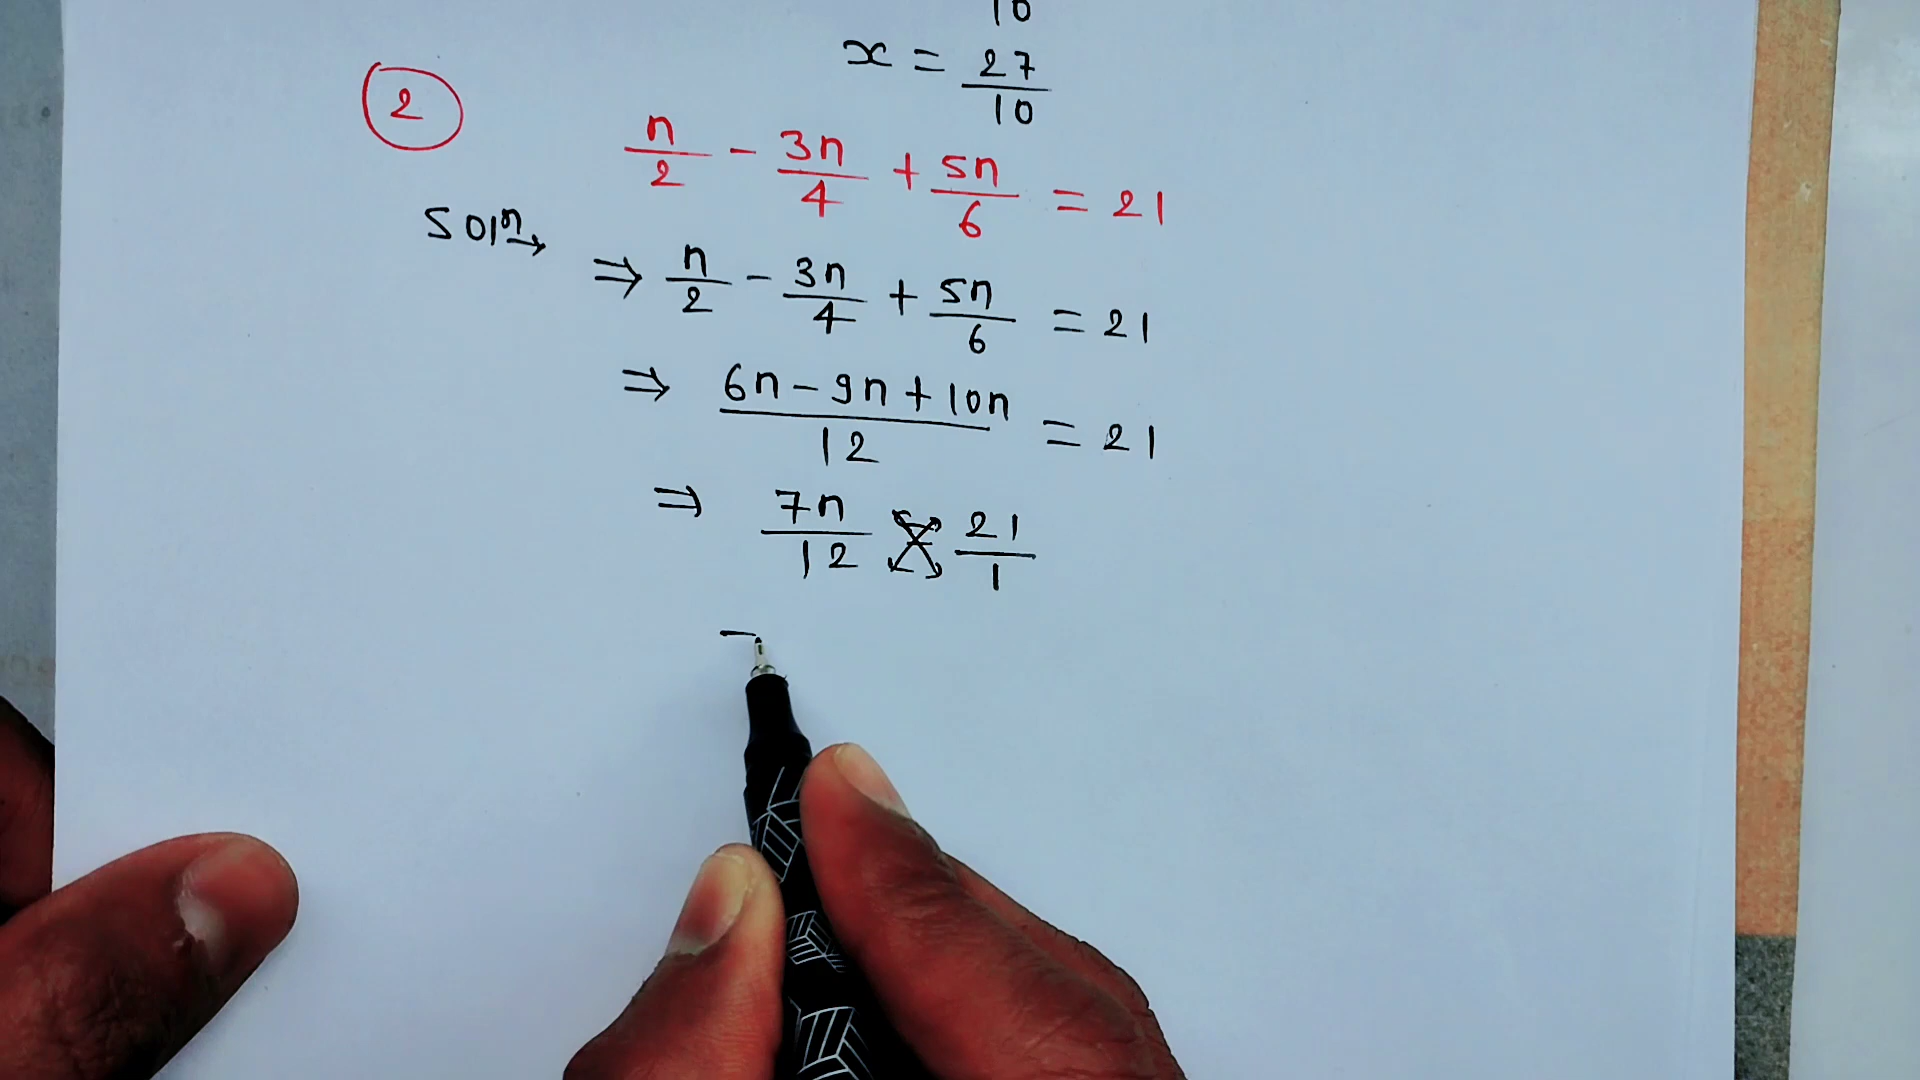 10
x = 27/10
2
n/2 - 3n/4 + 5n/6 = 21
Solⁿ→
⇒ n/2 - 3n/4 + 5n/6 = 21
⇒ (6n - 9n + 10n)/12 = 21
⇒ 7n/12 = 21/1